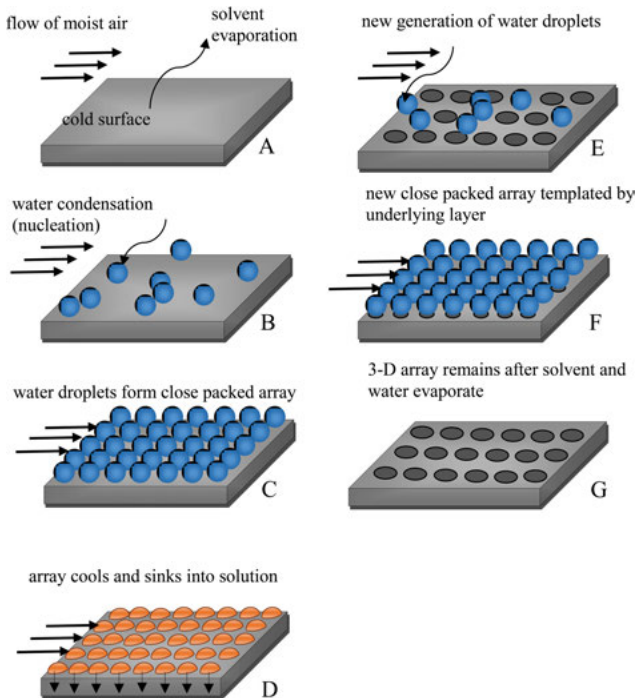 flow of moist air
solvent
evaporation
cold surface
A
water condensation
(nucleation)
B
water droplets form close packed array
C
array cools and sinks into solution
D
new generation of water droplets
E
new close packed array templated by
underlying layer
F
3-D array remains after solvent and
water evaporate
G